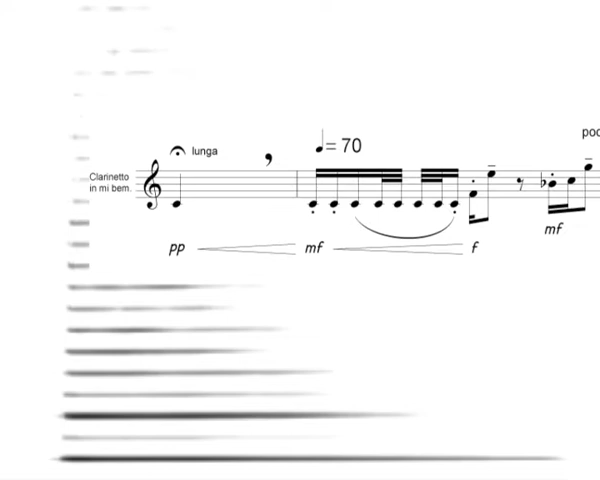 poc
lunga
♩= 70
Clarinetto
in mi bem.
pp mf f mf